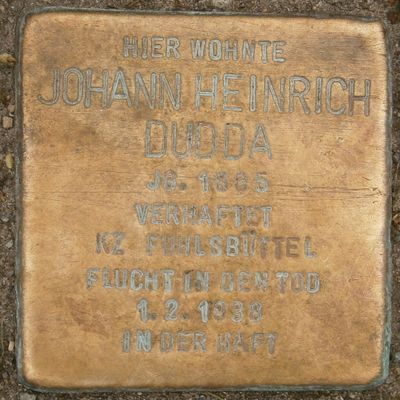 HIER WOHNTE
JOHANN HEINRICH
DUDDA
JG. 1885
VERHAFTET
KZ FUHLSBÜTTEL
FLUCHT IN DEN TOD
1.2.1938
IN DER HAFT